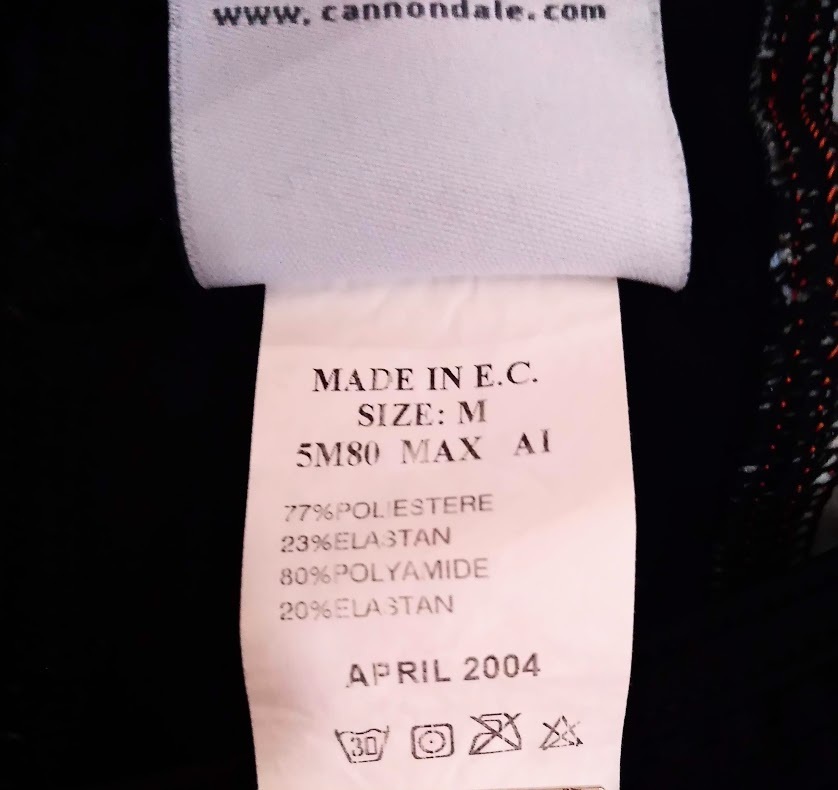 www.cannondale.com
MADE IN E.C.
SIZE: M
5M80 MAX AI
77%POLIESTERE
23%ELASTAN
80%POLYAMIDE
20%ELASTAN
APRIL 2004
30